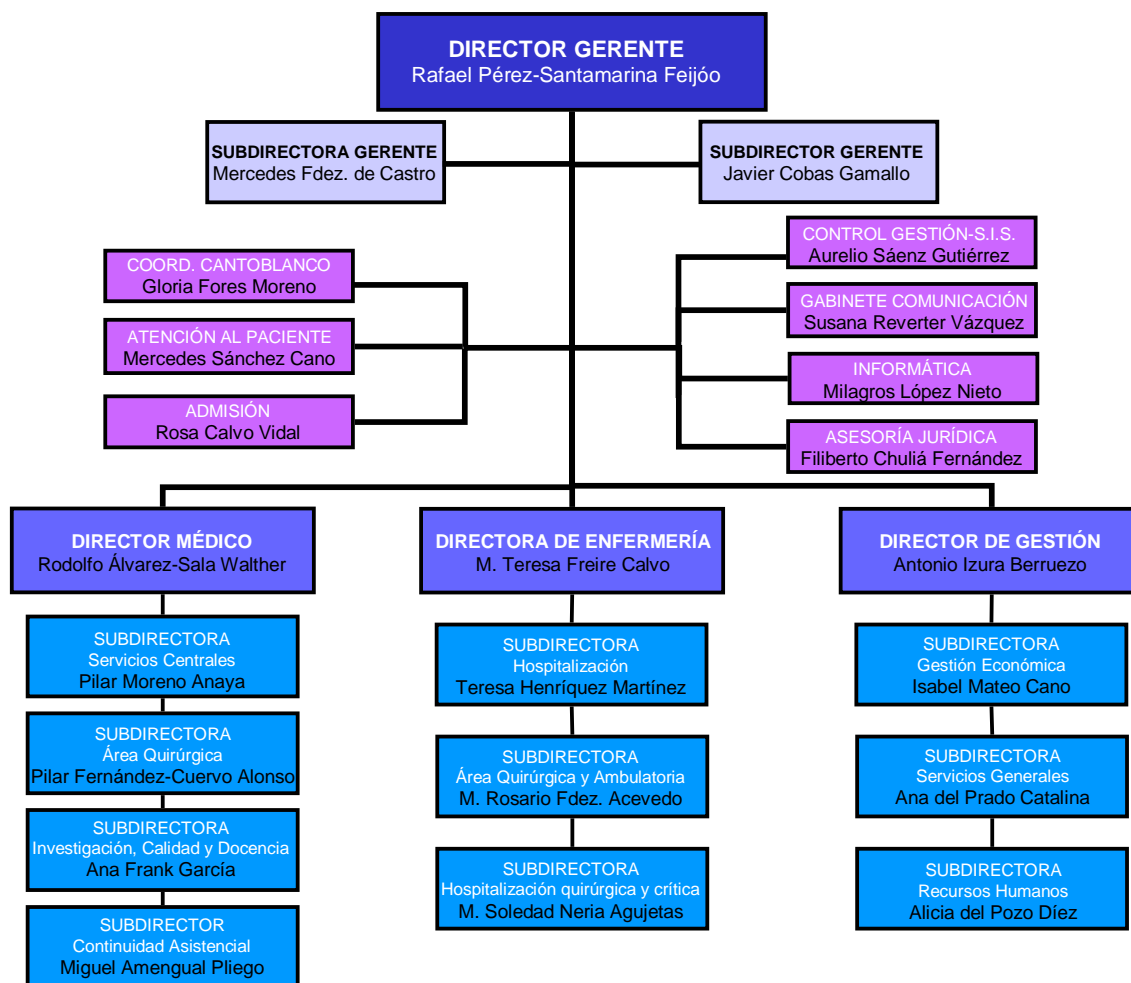 DIRECTOR GERENTE
Rafael Pérez-Santamarina Feijóo
SUBDIRECTORA GERENTE
Mercedes Fdez. de Castro
SUBDIRECTOR GERENTE
Javier Cobas Gamallo
COORD. CANTOBLANCO
Gloria Fores Moreno
ATENCIÓN AL PACIENTE
Mercedes Sánchez Cano
ADMISIÓN
Rosa Calvo Vidal
CONTROL GESTIÓN-S.I.S.
Aurelio Sáenz Gutiérrez
GABINETE COMUNICACIÓN
Susana Reverter Vázquez
INFORMÁTICA
Milagros López Nieto
ASESORÍA JURÍDICA
Filiberto Chuliá Fernández
DIRECTOR MÉDICO
Rodolfo Álvarez-Sala Walther
SUBDIRECTORA
Servicios Centrales
Pilar Moreno Anaya
SUBDIRECTORA
Área Quirúrgica
Pilar Fernández-Cuervo Alonso
SUBDIRECTORA
Investigación, Calidad y Docencia
Ana Frank García
SUBDIRECTOR
Continuidad Asistencial
Miguel Amengual Pliego
DIRECTORA DE ENFERMERÍA
M. Teresa Freire Calvo
SUBDIRECTORA
Hospitalización
Teresa Henríquez Martínez
SUBDIRECTORA
Área Quirúrgica y Ambulatoria
M. Rosario Fdez. Acevedo
SUBDIRECTORA
Hospitalización quirúrgica y crítica
M. Soledad Neria Agujetas
DIRECTOR DE GESTIÓN
Antonio Izura Berruezo
SUBDIRECTORA
Gestión Económica
Isabel Mateo Cano
SUBDIRECTORA
Servicios Generales
Ana del Prado Catalina
SUBDIRECTORA
Recursos Humanos
Alicia del Pozo Díez